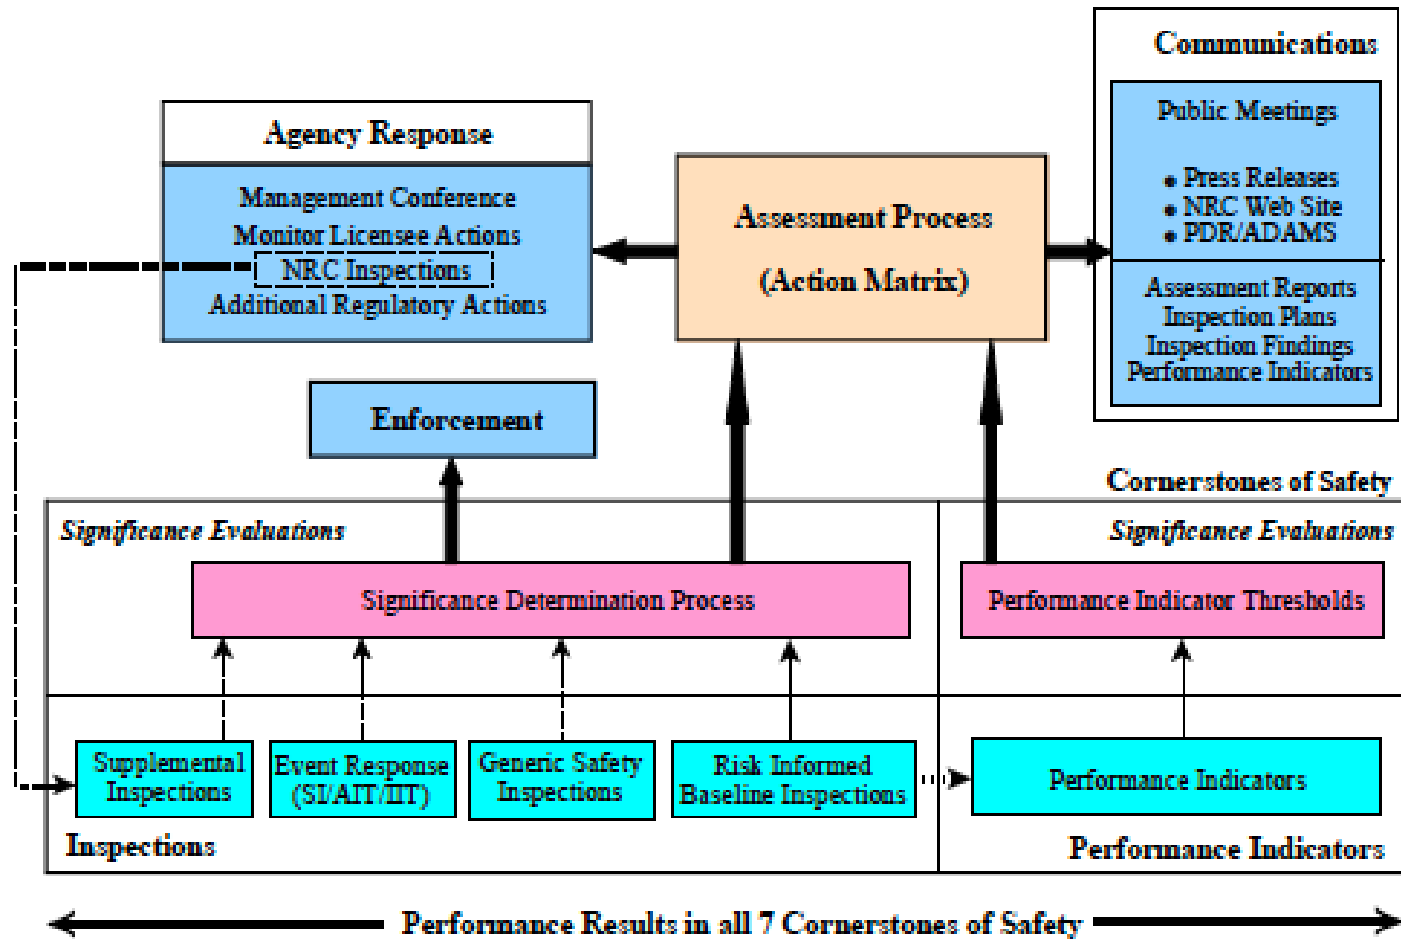 Communications
Public Meetings
• Press Releases
• NRC Web Site
• PDR/ADAMS
Assessment Reports
Inspection Plans
Inspection Findings
Performance Indicators
Agency Response
Management Conference
Monitor Licensee Actions
NRC Inspections
Additional Regulatory Actions
Assessment Process
(Action Matrix)
Enforcement
Cornerstones of Safety
Significance Evaluations
Significance Evaluations
Significance Determination Process
Performance Indicator Thresholds
Supplemental
Inspections
Event Response
(SI/AIT/IIT)
Generic Safety
Inspections
Risk Informed
Baseline Inspections
Performance Indicators
Inspections
Performance Indicators
Performance Results in all 7 Cornerstones of Safety